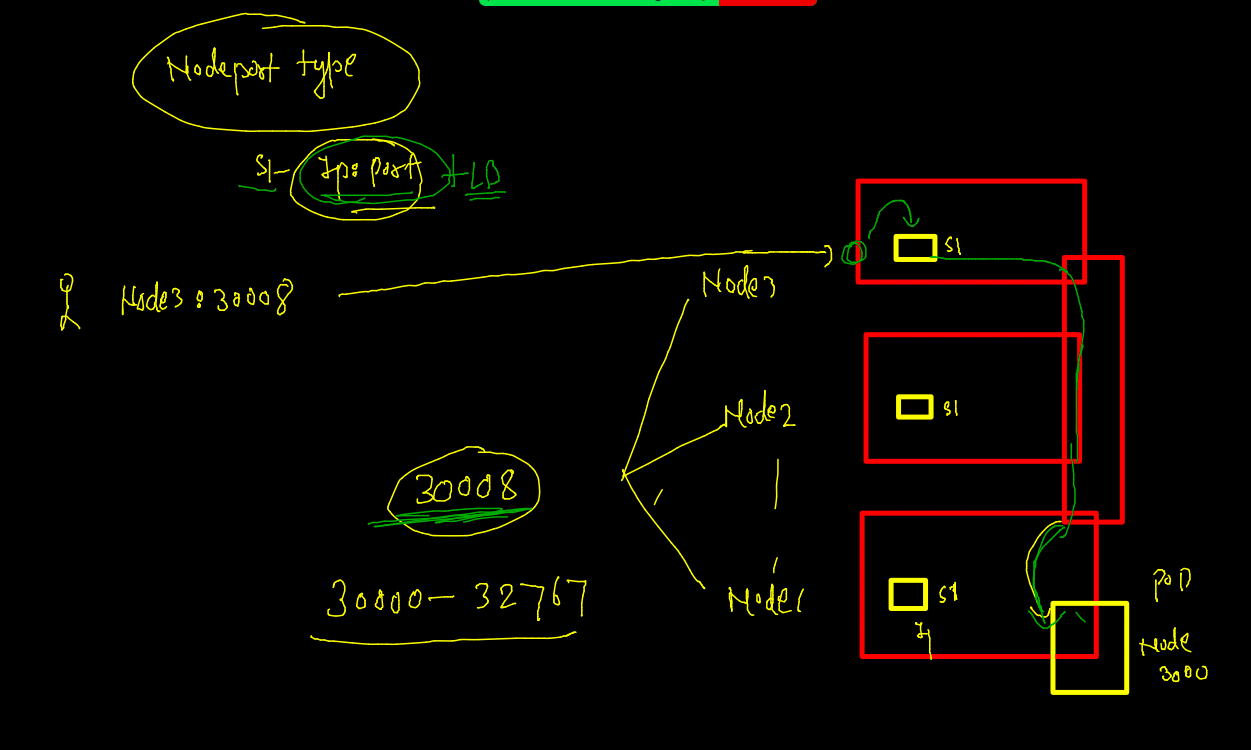 Nodeport type
S1- Ip: port + LB
Node3 : 30008
Node3
S1
Node2
S1
30008
30000 - 32767
Node1
S1
POD
Node
3000